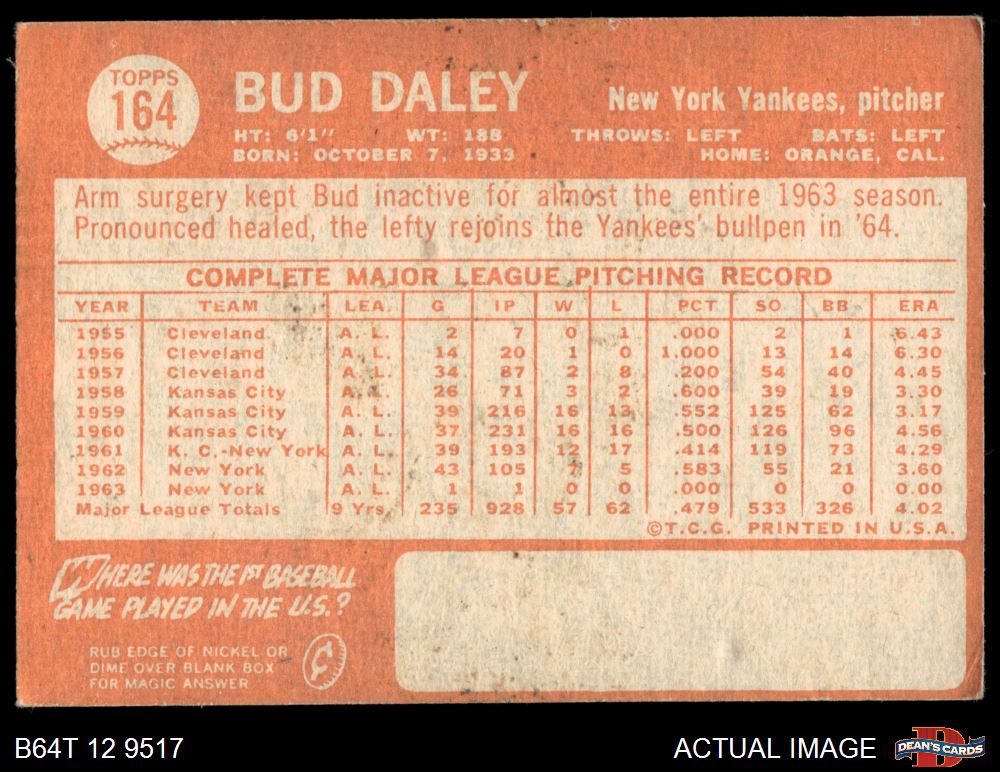 TOPPS
164
BUD DALEY
New York Yankees, pitcher
HT: 6'1" WT: 188 THROWS: LEFT BATS: LEFT
BORN: OCTOBER 7, 1933 HOME: ORANGE, CAL.
Arm surgery kept Bud inactive for almost the entire 1963 season.
Pronounced healed, the lefty rejoins the Yankees' bullpen in '64.
COMPLETE MAJOR LEAGUE PITCHING RECORD
YEAR TEAM LEA. G IP W L PCT SO BB ERA
1955 Cleveland A. L. 2 7 0 1 .000 2 1 6.43
1956 Cleveland A. L. 14 20 1 0 1.000 13 14 6.30
1957 Cleveland A. L. 34 87 2 8 .200 54 40 4.45
1958 Kansas City A. L. 26 71 3 2 .600 39 19 3.30
1959 Kansas City A. L. 39 216 16 13 .552 125 62 3.17
1960 Kansas City A. L. 37 231 16 16 .500 126 96 4.56
1961 K. C.-New York A. L. 39 193 12 17 .414 119 73 4.29
1962 New York A. L. 43 105 7 5 .583 55 21 3.60
1963 New York A. L. 1 1 0 0 .000 0 0 0.00
Major League Totals 9 Yrs. 235 928 57 62 .479 533 326 4.02
©T.C.G. PRINTED IN U.S.A.
WHERE WAS THE 1ST BASEBALL
GAME PLAYED IN THE U.S.?
RUB EDGE OF NICKEL OR
DIME OVER BLANK BOX
FOR MAGIC ANSWER
B64T 12 9517
ACTUAL IMAGE
D
DEAN'S CARDS